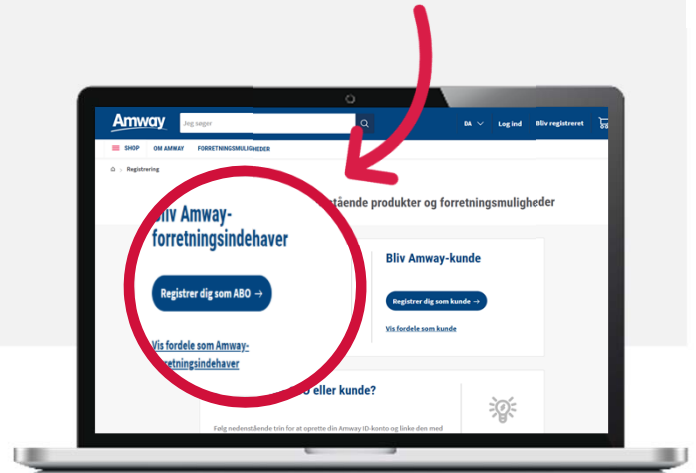 Amway
Jeg søger
DA
Log ind
Bliv registreret
SHOP
OM AMWAY
FORRETNINGSMULIGHEDER
Registrering
stående produkter og forretningsmuligheder
Bliv Amway-
forretningsindehaver
Registrer dig som ABO →
Vis fordele som Amway-
forretningsindehaver
Bliv Amway-kunde
Registrer dig som kunde →
Vis fordele som kunde
eller kunde?
Følg nedenstående trin for at oprette din Amway ID-konto og linke den med